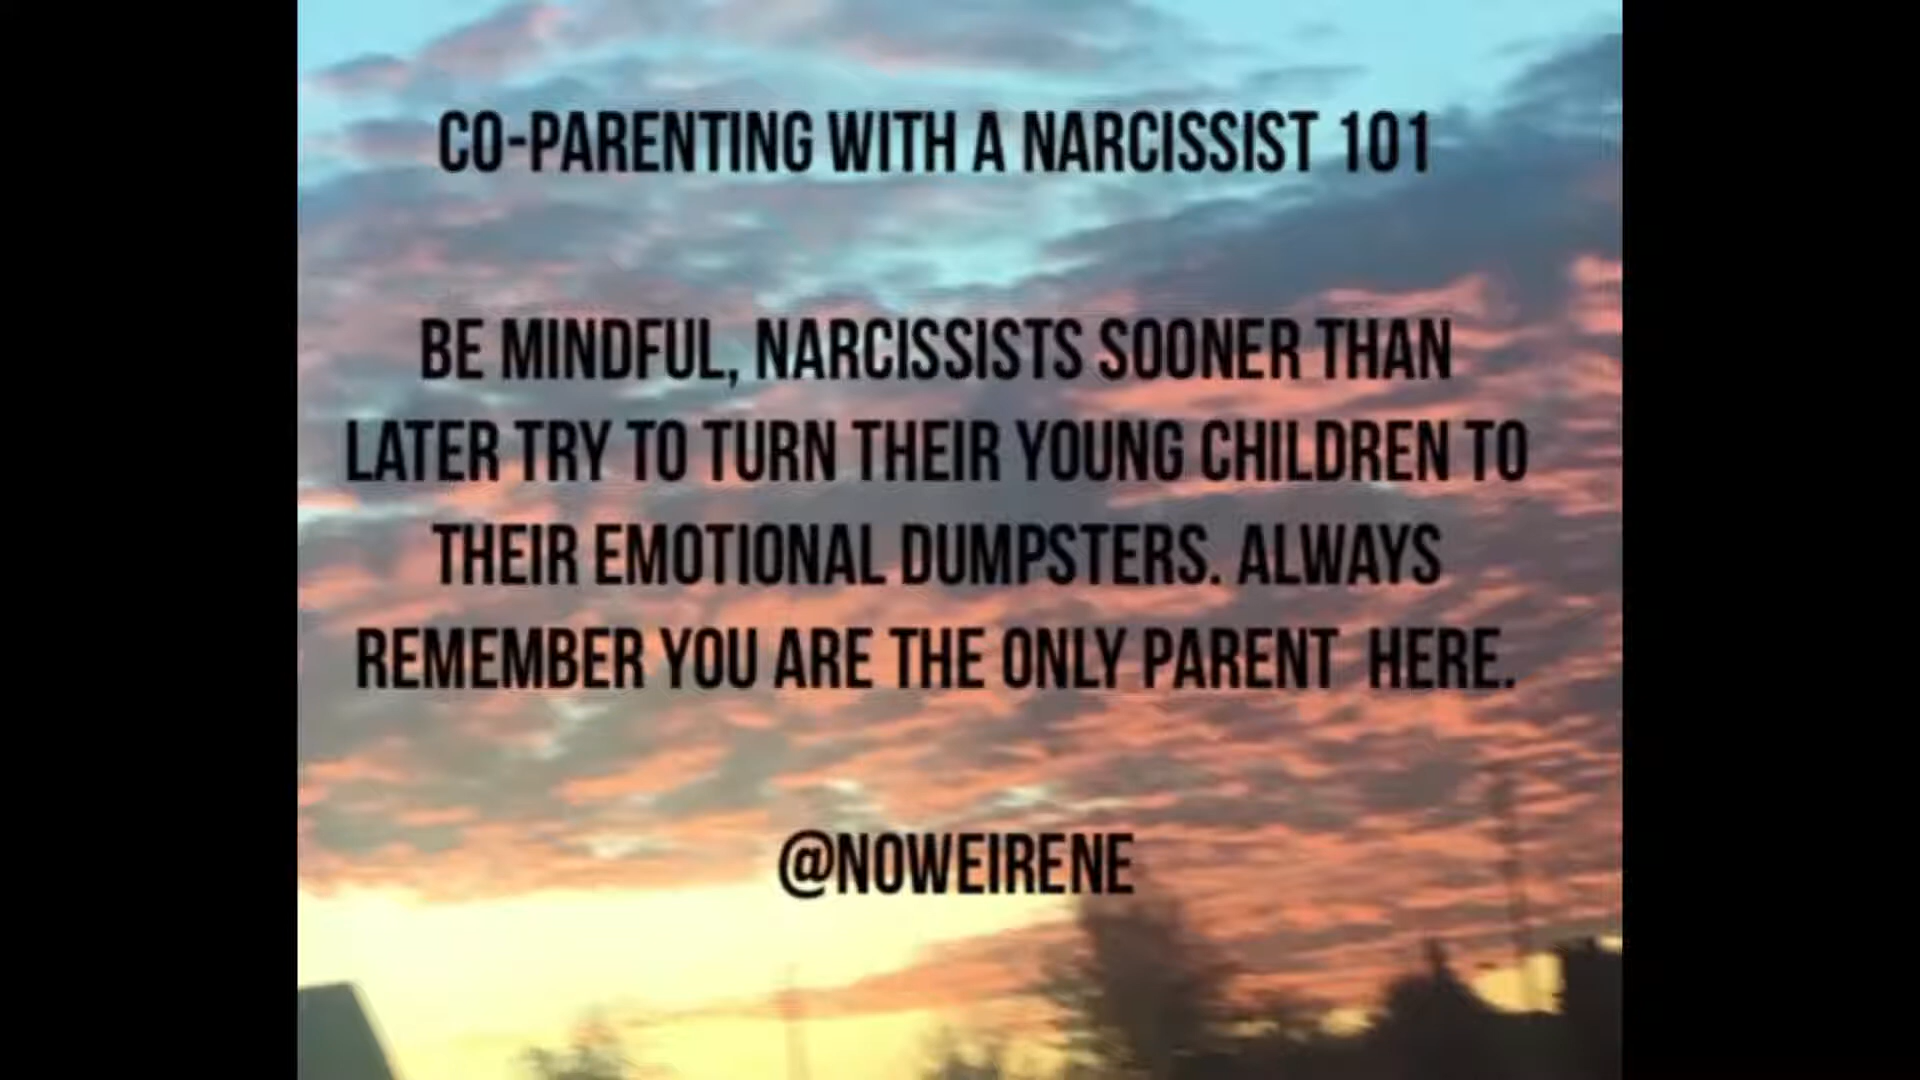 CO-PARENTING WITH A NARCISSIST 101
BE MINDFUL, NARCISSISTS SOONER THAN
LATER TRY TO TURN THEIR YOUNG CHILDREN TO
THEIR EMOTIONAL DUMPSTERS. ALWAYS
REMEMBER YOU ARE THE ONLY PARENT HERE.
@NOWEIRENE